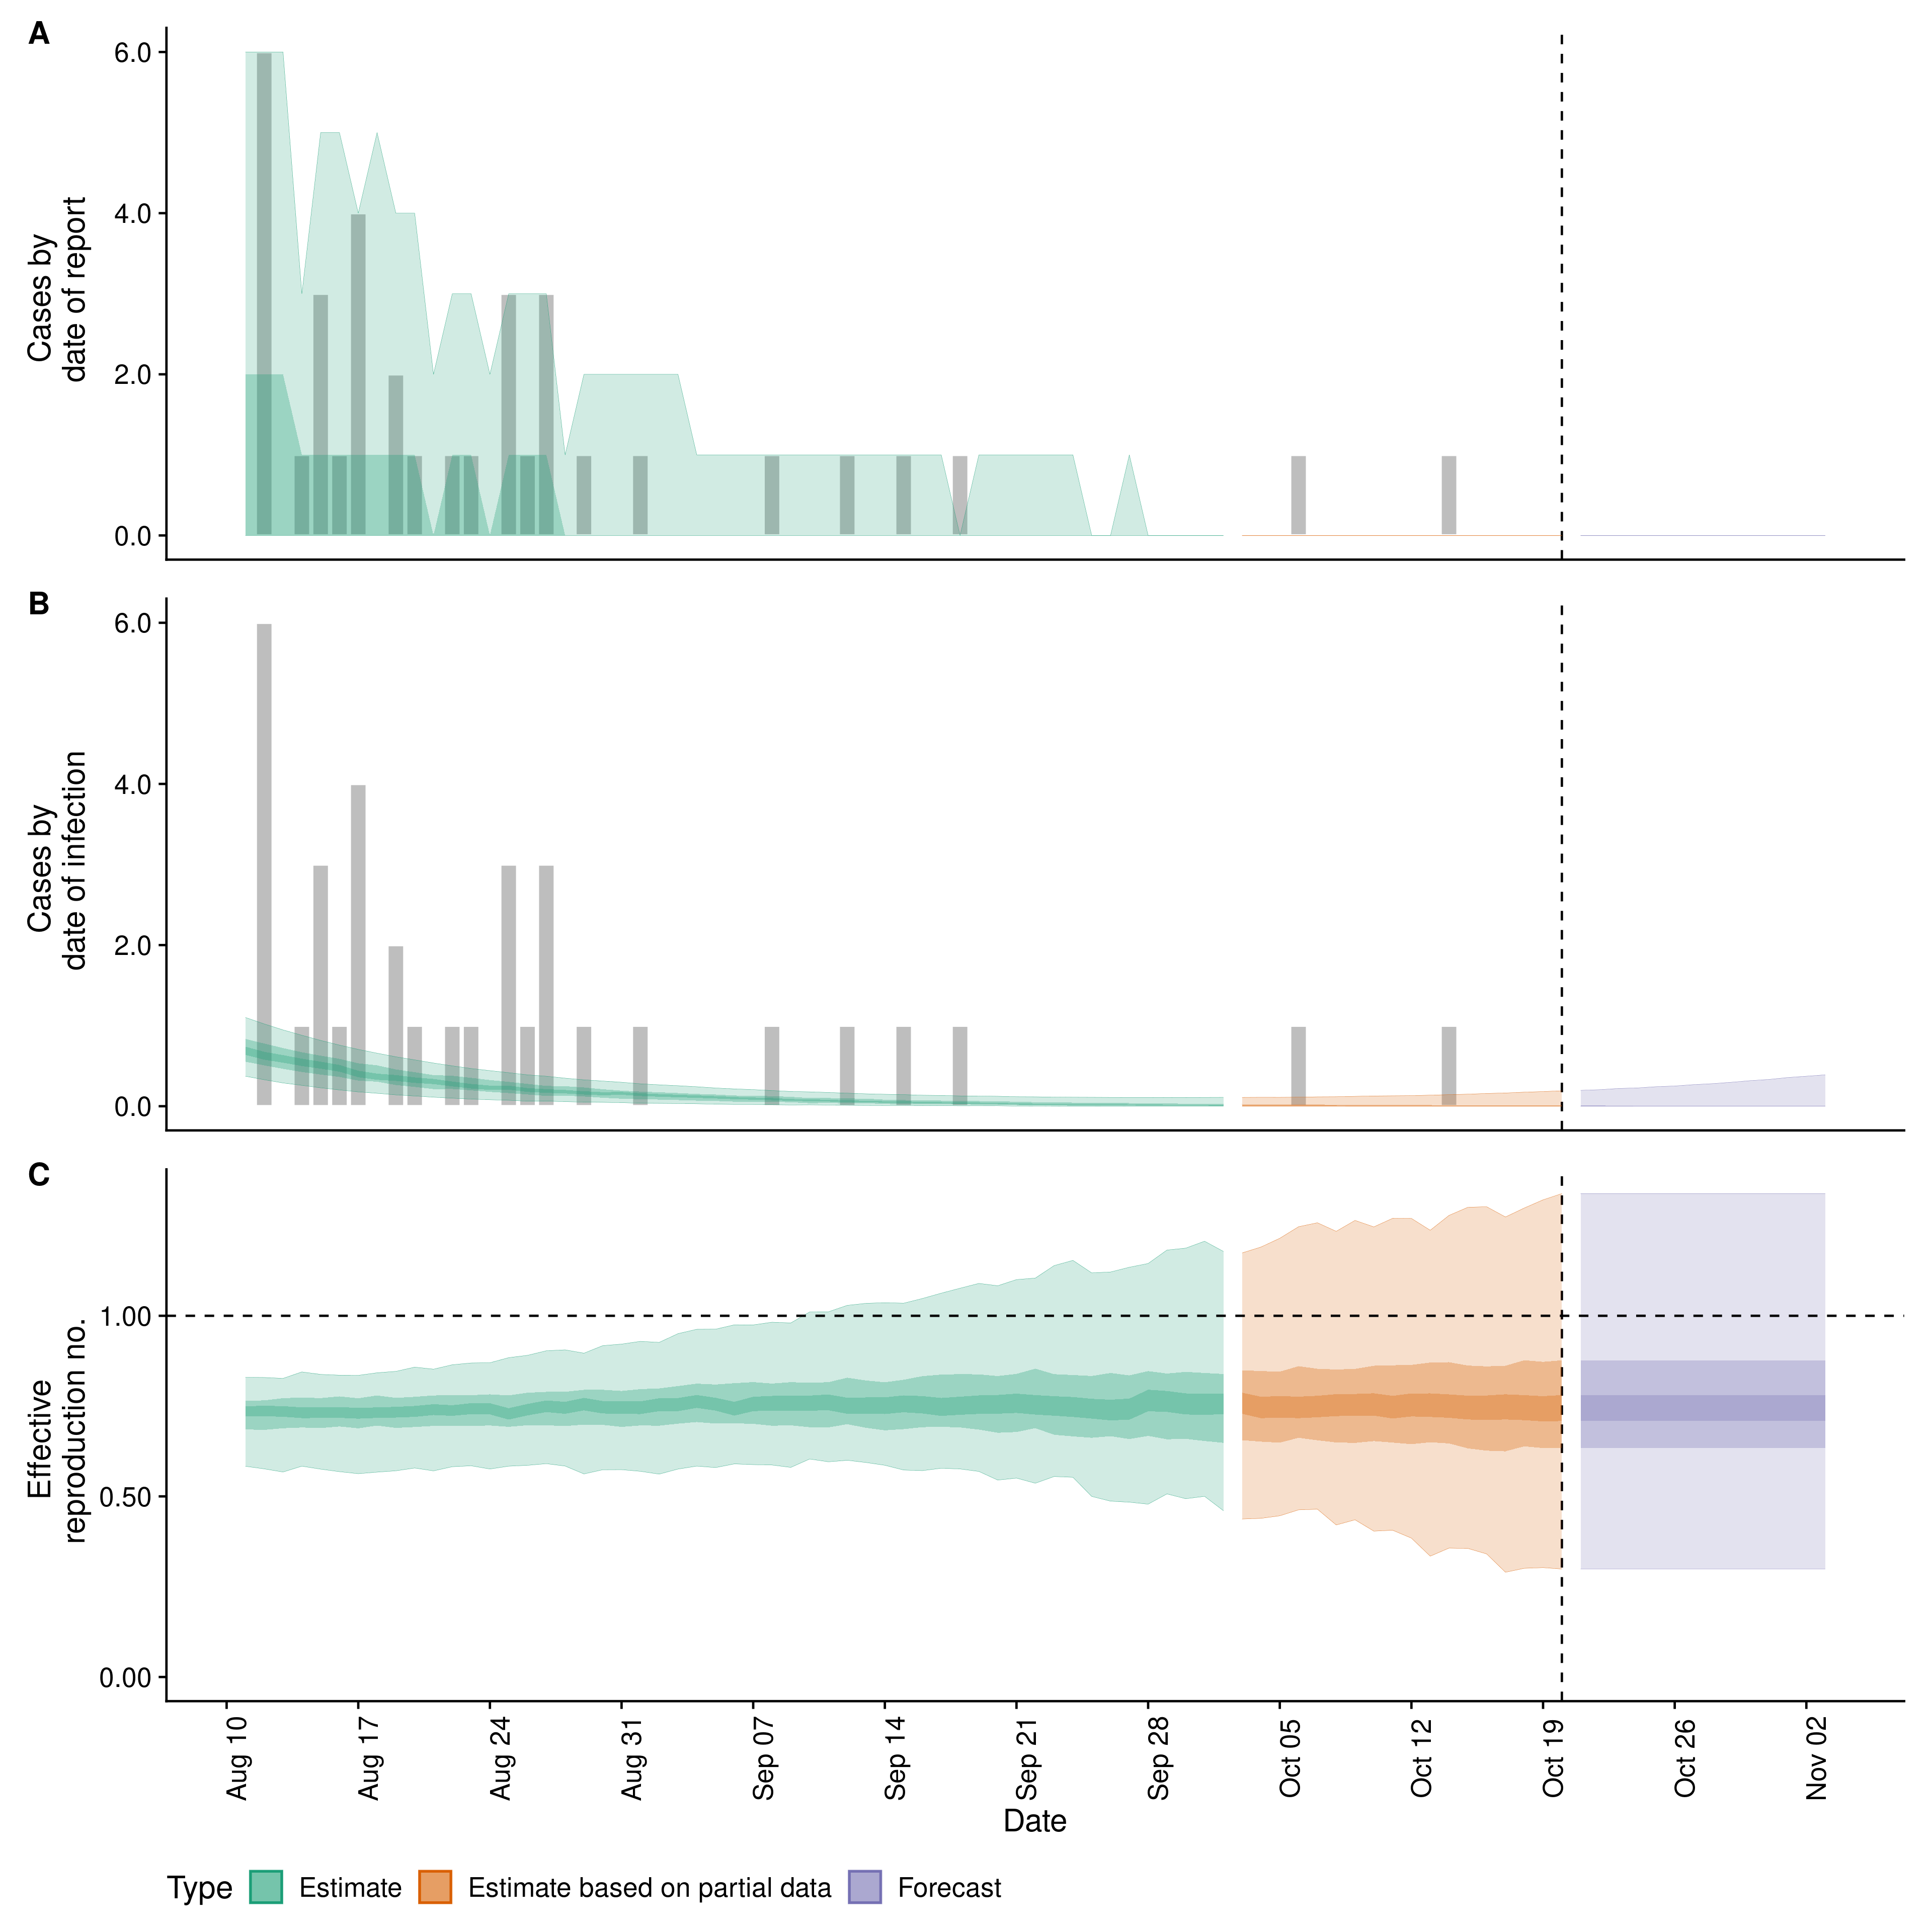 A
Cases by
date of report
6.0
4.0
2.0
0.0
B
Cases by
date of infection
6.0
4.0
2.0
0.0
C
Effective
reproduction no.
1.00
0.50
0.00
Aug 10
Aug 17
Aug 24
Aug 31
Sep 07
Sep 14
Sep 21
Sep 28
Oct 05
Oct 12
Oct 19
Oct 26
Nov 02
Date
Type Estimate Estimate based on partial data Forecast